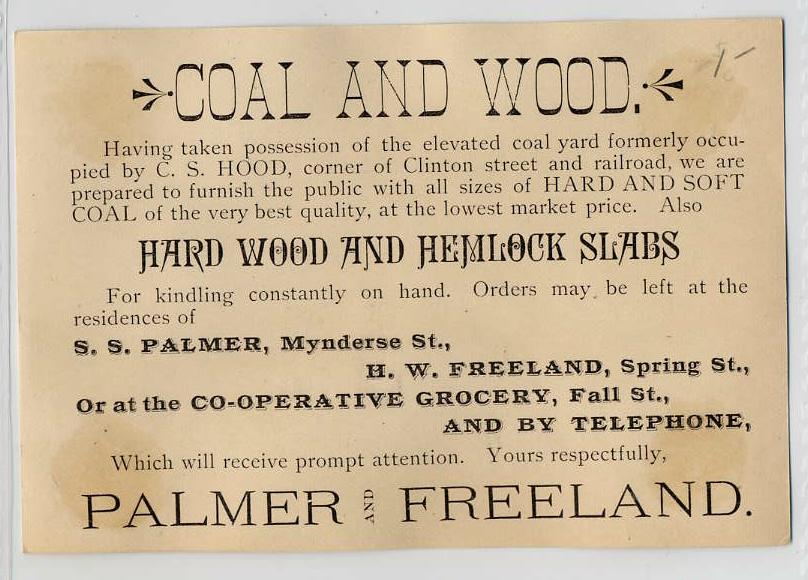 COAL AND WOOD.
Having taken possession of the elevated coal yard formerly occu-
pied by C. S. HOOD, corner of Clinton street and railroad, we are
prepared to furnish the public with all sizes of HARD AND SOFT
COAL of the very best quality, at the lowest market price. Also
HARD WOOD AND HEMLOCK SLABS
For kindling constantly on hand. Orders may be left at the
residences of
S. S. PALMER, Mynderse St.,
H. W. FREELAND, Spring St.,
Or at the CO-OPERATIVE GROCERY, Fall St.,
AND BY TELEPHONE,
Which will receive prompt attention. Yours respectfully,
PALMER AND FREELAND.